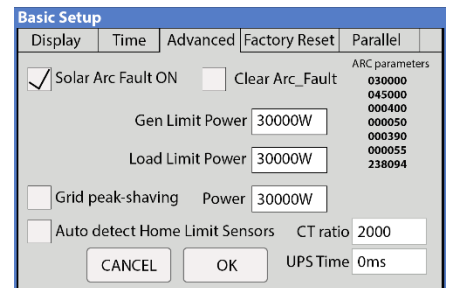 Basic Setup
Display Time Advanced Factory Reset Parallel
Solar Arc Fault ON Clear Arc_Fault
ARC parameters
030000
045000
000400
000050
000390
000055
238094
Gen Limit Power 30000W
Load Limit Power 30000W
Grid peak-shaving Power 30000W
Auto detect Home Limit Sensors CT ratio 2000
CANCEL OK UPS Time 0ms